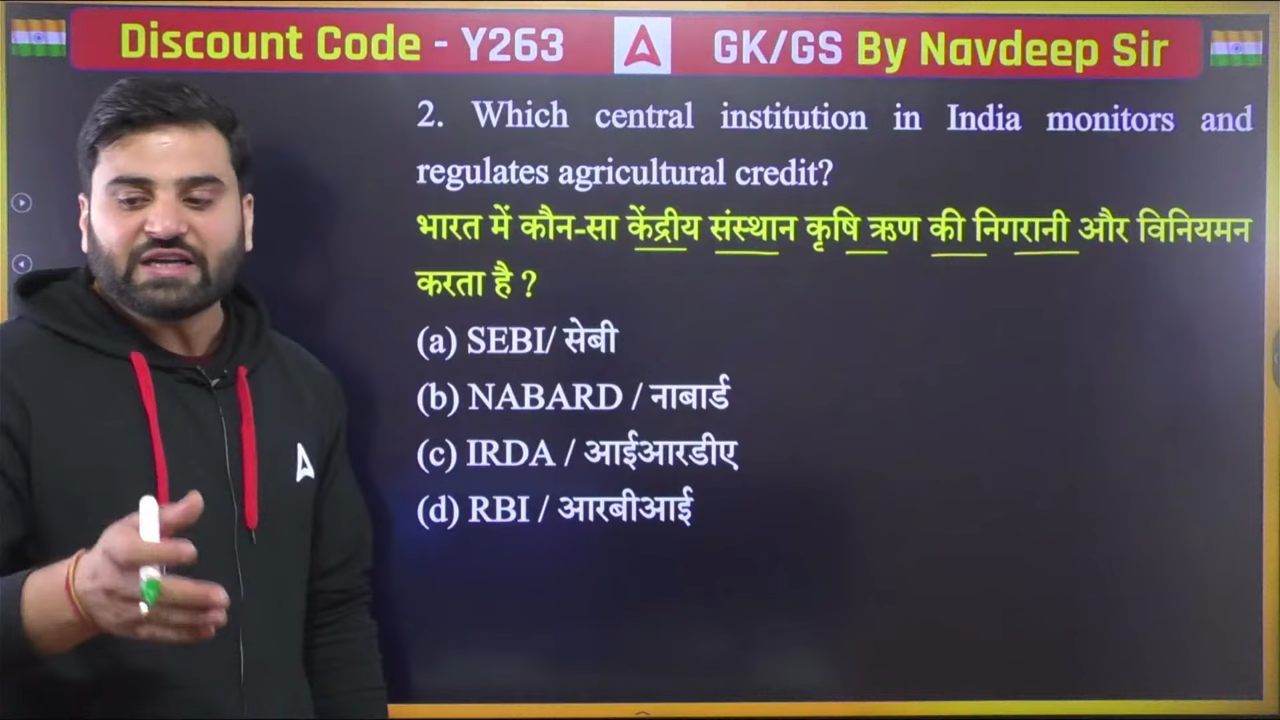 Discount Code - Y263
GK/GS By Navdeep Sir
2. Which central institution in India monitors and
regulates agricultural credit?
भारत में कौन-सा केंद्रीय संस्थान कृषि ऋण की निगरानी और विनियमन
करता है ?
(a) SEBI/ सेबी
(b) NABARD / नाबार्ड
(c) IRDA / आईआरडीए
(d) RBI / आरबीआई